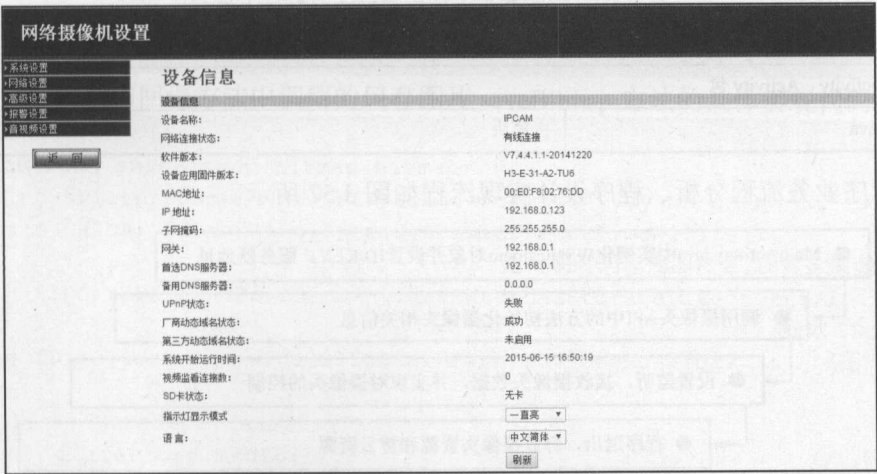 网络摄像机设置
系统设置
网络设置
高级设置
报警设置
音视频设置
返 回
设备信息
设备信息
设备名称: IPCAM
网络连接状态: 有线连接
软件版本: V7.4.4.1.1-20141220
设备应用固件版本: H3-E-31-A2-TU6
MAC地址: 00:E0:F8:02:76:DD
IP 地址: 192.168.0.123
子网掩码: 255.255.255.0
网关: 192.168.0.1
首选DNS服务器: 192.168.0.1
备用DNS服务器: 0.0.0.0
UPnP状态: 失败
厂商动态域名状态: 成功
第三方动态域名状态: 未启用
系统开始运行时间: 2015-06-15 16:50:19
视频监看连接数: 0
SD卡状态: 无卡
指示灯显示模式 一直亮
语 言: 中文简体
刷新